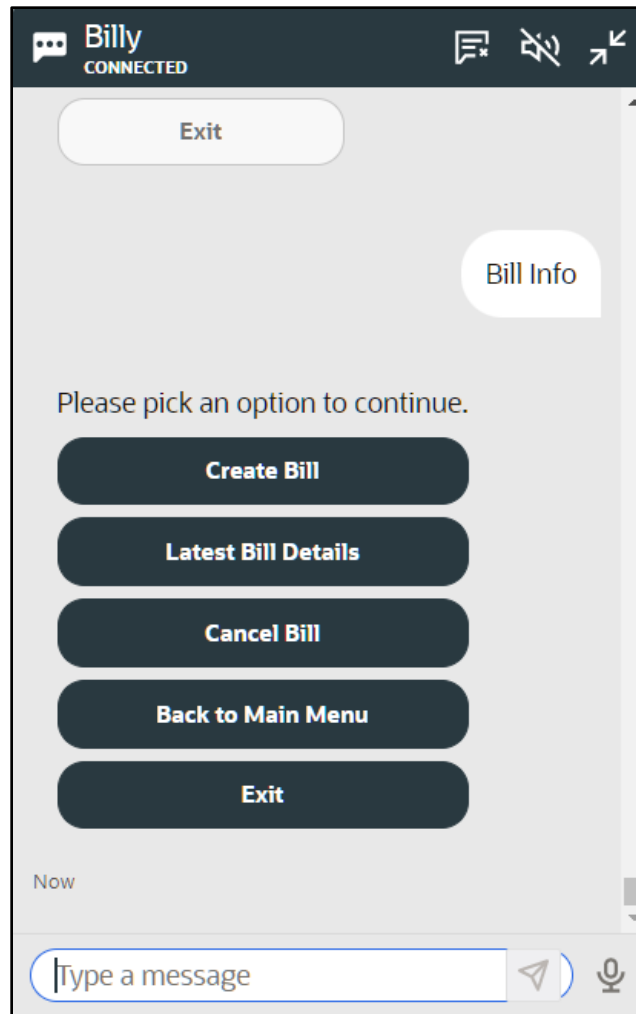 Billy
CONNECTED
Exit
Bill Info
Please pick an option to continue.
Create Bill
Latest Bill Details
Cancel Bill
Back to Main Menu
Exit
Now
Type a message